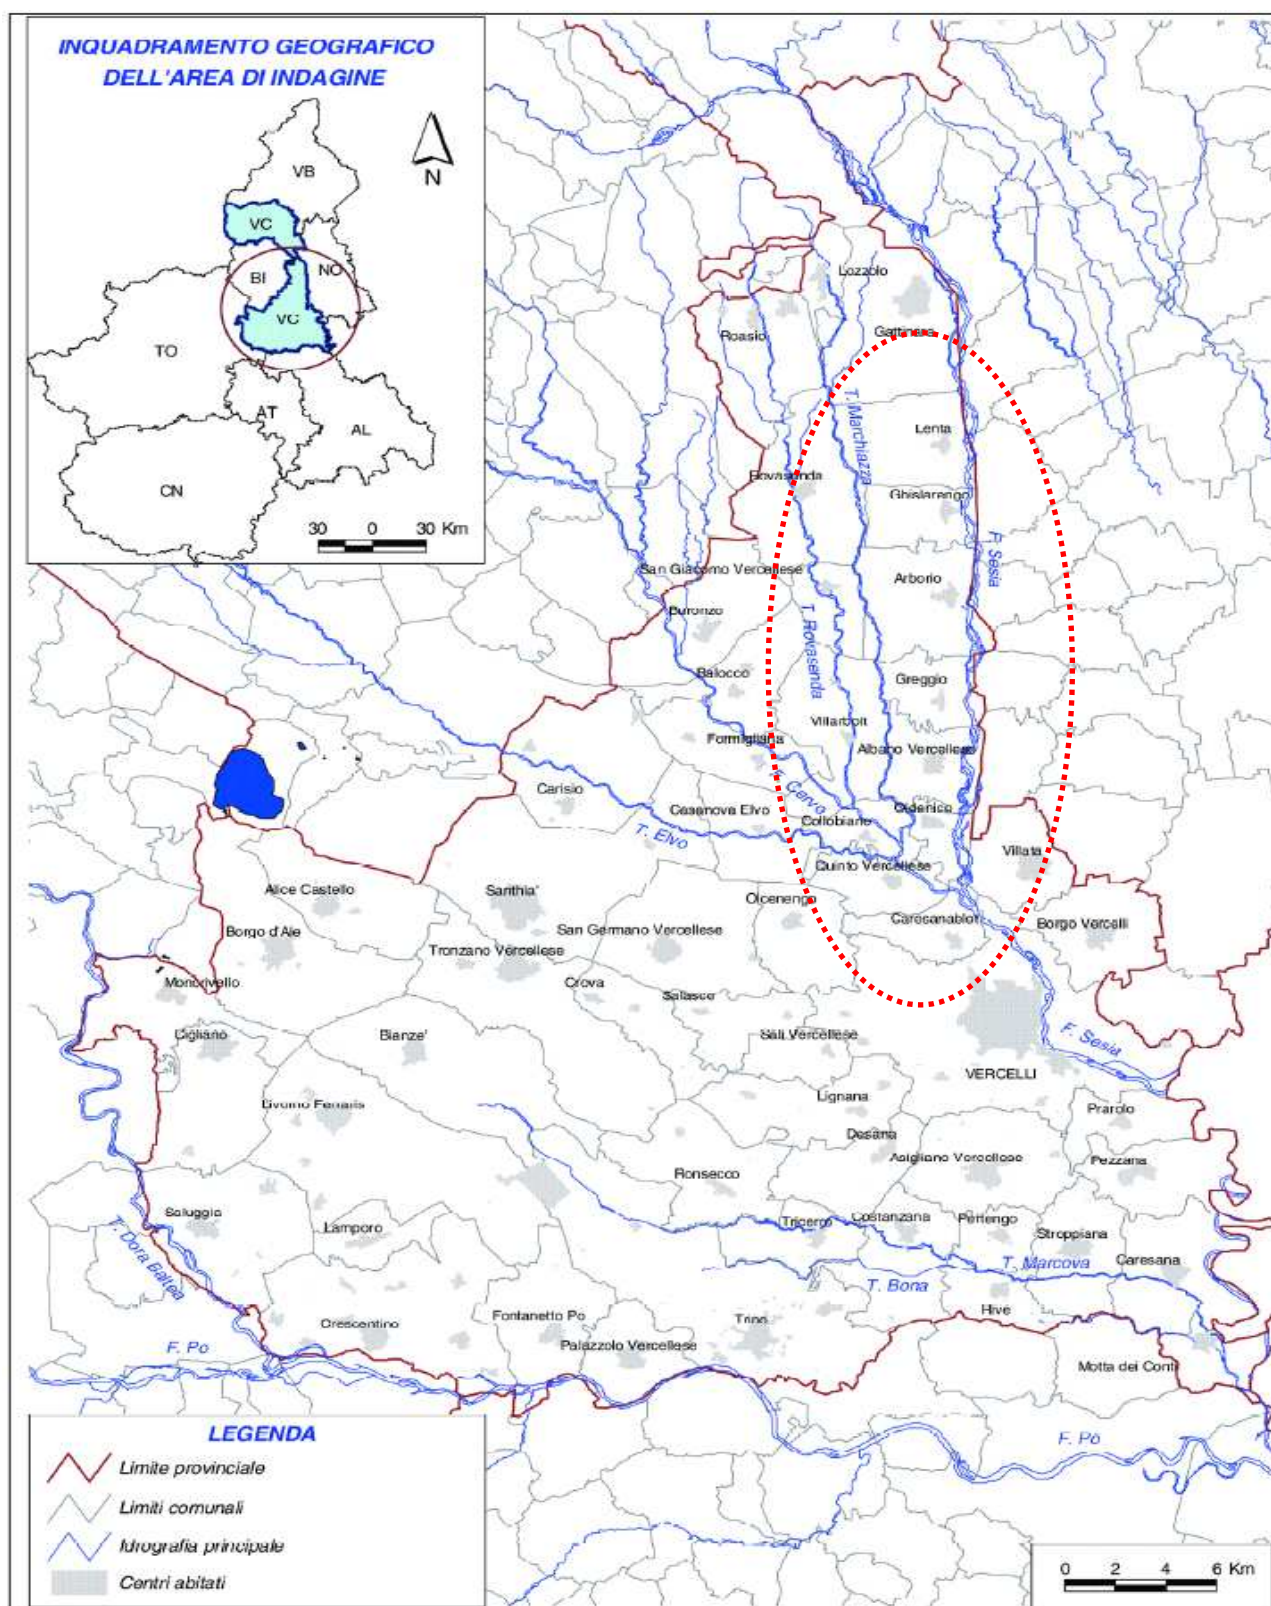 INQUADRAMENTO GEOGRAFICO
DELL'AREA DI INDAGINE
N
VB
VC
BI
NO
VC
TO
AT
AL
CN
30 0 30 Km
Lozzolo
Gattinara
Roasio
T. Marchiazza
Lenta
Rovasenda
Ghislarengo
F. Sesia
San Giacomo Vercellese
Arborio
Buronzo
T. Rovasenda
Balocco
Greggio
Villarboit
Formigliana
Albano Vercellese
T. Cervo
Carisio
Casanova Elvo
Collobiano
Oldenico
T. Elvo
Villata
Quinto Vercellese
Alice Castello
Santhia'
Olcenengo
Caresanablot
Borgo Vercelli
Borgo d'Ale
San Germano Vercellese
Tronzano Vercellese
Moncrivello
Crova
Salasco
Cigliano
Bianze'
Sali Vercellese
F. Sesia
VERCELLI
Livorno Ferraris
Lignana
Prarolo
Desana
Asigliano Vercellese
Pezzana
Ronsecco
Saluggia
Lamporo
Tricerro
Costanzana
Pertengo
Stroppiana
F. Dora Baltea
T. Marcova
Caresana
T. Bona
Fontanetto Po
Hive
Crescentino
Trino
F. Po
Palazzolo Vercellese
Motta dei Conti
F. Po
LEGENDA
Limite provinciale
Limiti comunali
Idrografia principale
Centri abitati
0 2 4 6 Km